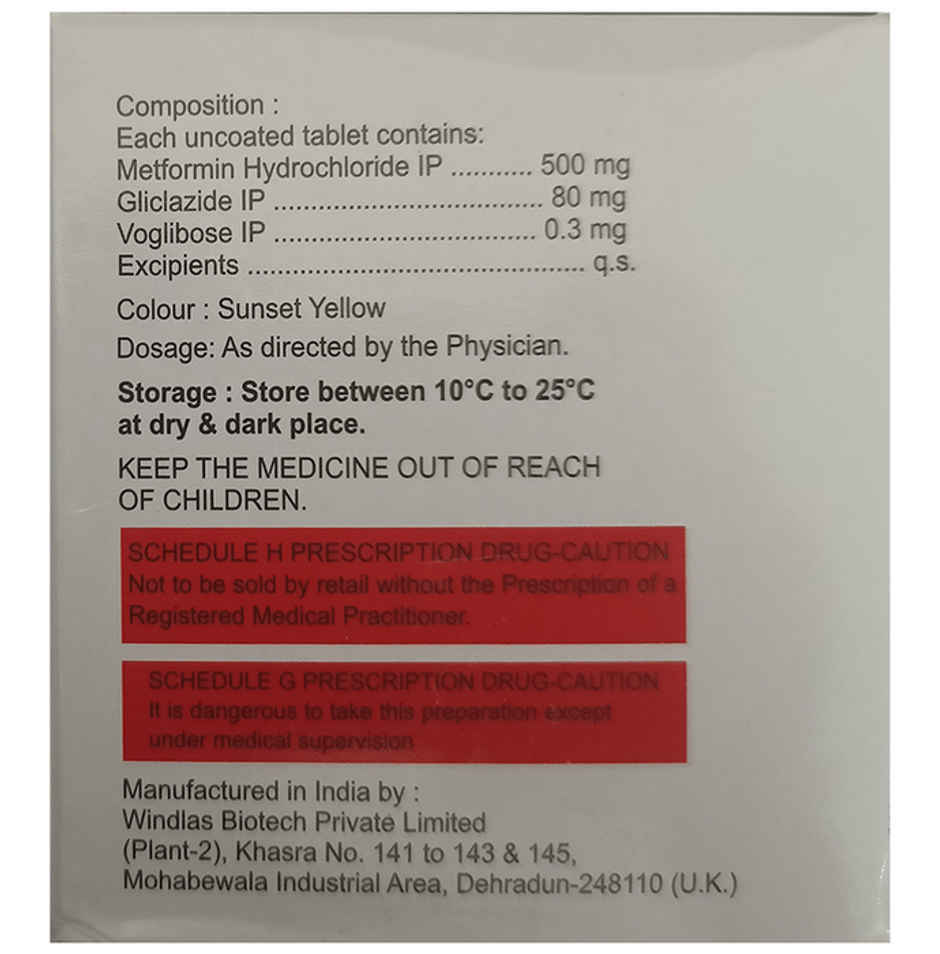 Composition :
Each uncoated tablet contains:
Metformin Hydrochloride IP ........... 500 mg
Gliclazide IP .................................... 80 mg
Voglibose IP ................................... 0.3 mg
Excipients ............................................. q.s.
Colour : Sunset Yellow
Dosage: As directed by the Physician.
Storage : Store between 10°C to 25°C
at dry & dark place.
KEEP THE MEDICINE OUT OF REACH
OF CHILDREN.
SCHEDULE H PRESCRIPTION DRUG-CAUTION
Not to be sold by retail without the Prescription of a
Registered Medical Practitioner.
SCHEDULE G PRESCRIPTION DRUG-CAUTION
It is dangerous to take this preparation except
under medical supervision
Manufactured in India by :
Windlas Biotech Private Limited
(Plant-2), Khasra No. 141 to 143 & 145,
Mohabewala Industrial Area, Dehradun-248110 (U.K.)